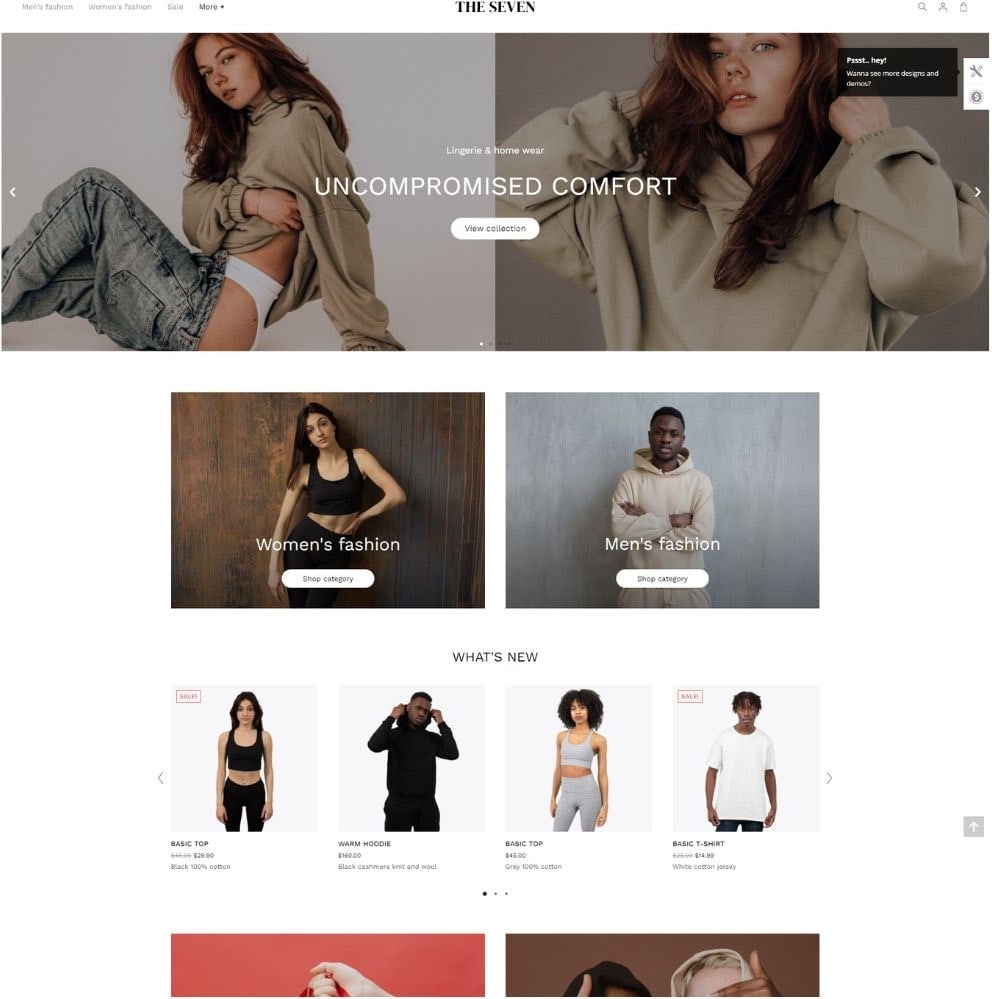 Men's fashion
Women's fashion
Sale
More +
THE SEVEN
Pssst.. hey!
Wanna see more designs and
demos?
Lingerie & home wear
UNCOMPROMISED COMFORT
View collection
Women's fashion
Shop category
Men's fashion
Shop category
WHAT'S NEW
SALE!
SALE!
BASIC TOP
$45.00 $29.90
Black 100% cotton
WARM HOODIE
$160.00
Black cashmere knit and wool
BASIC TOP
$45.00
Grey 100% cotton
BASIC T-SHIRT
$14.99
White cotton jersey